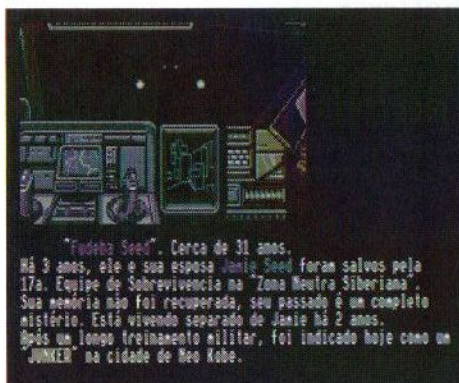 "Fudeba Seed". Cerca de 31 anos.
Há 3 anos, ele e sua esposa Jamie Seed foram salvos pela
17a. Equipe de Sobrevivencia na "Zona Neutra Siberiana".
Sua memória não foi recuperada, seu passado é um completo
mistério. Está vivendo separado de Jamie há 2 anos.
Após um longo treinamento militar, foi indicado hoje como um
"JUNKER" na cidade de Neo Kobe.